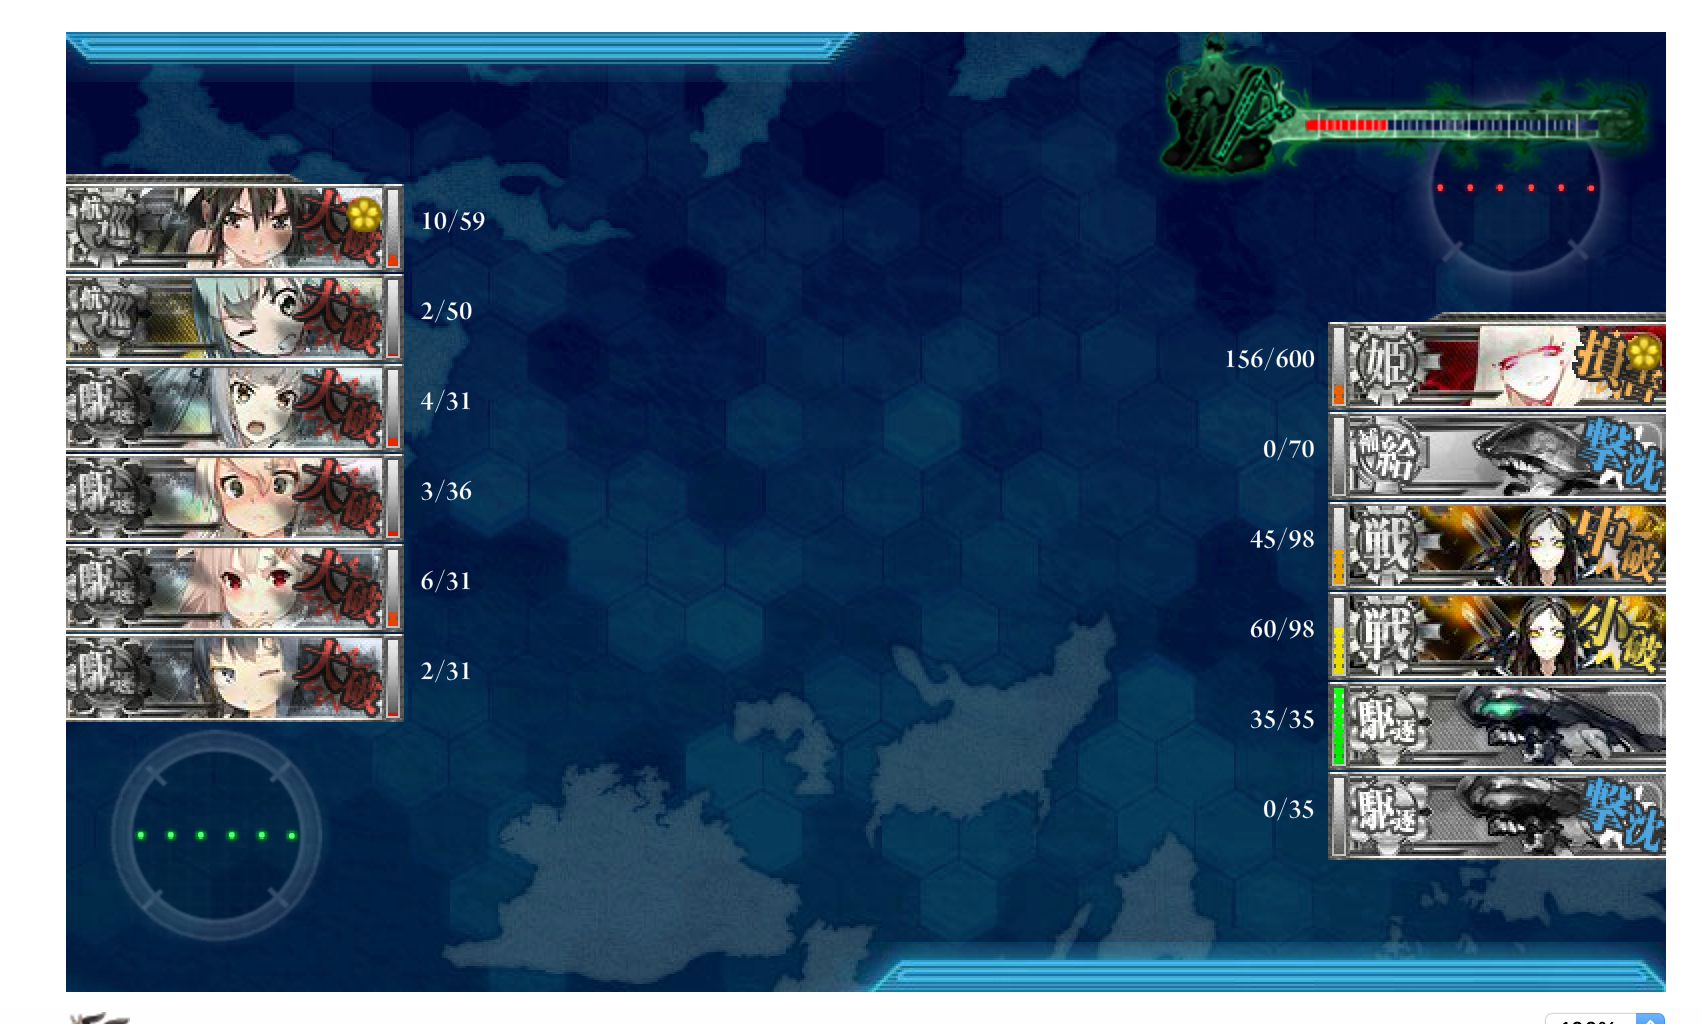 航巡 大破
10/59
航巡 大破
2/50
駆逐 大破
4/31
駆逐 大破
3/36
駆逐 大破
6/31
駆逐 大破
2/31
156/600
姫 損害
0/70
補給 撃沈
45/98
戦 中破
60/98
戦 小破
35/35
駆逐
0/35
駆逐 撃沈